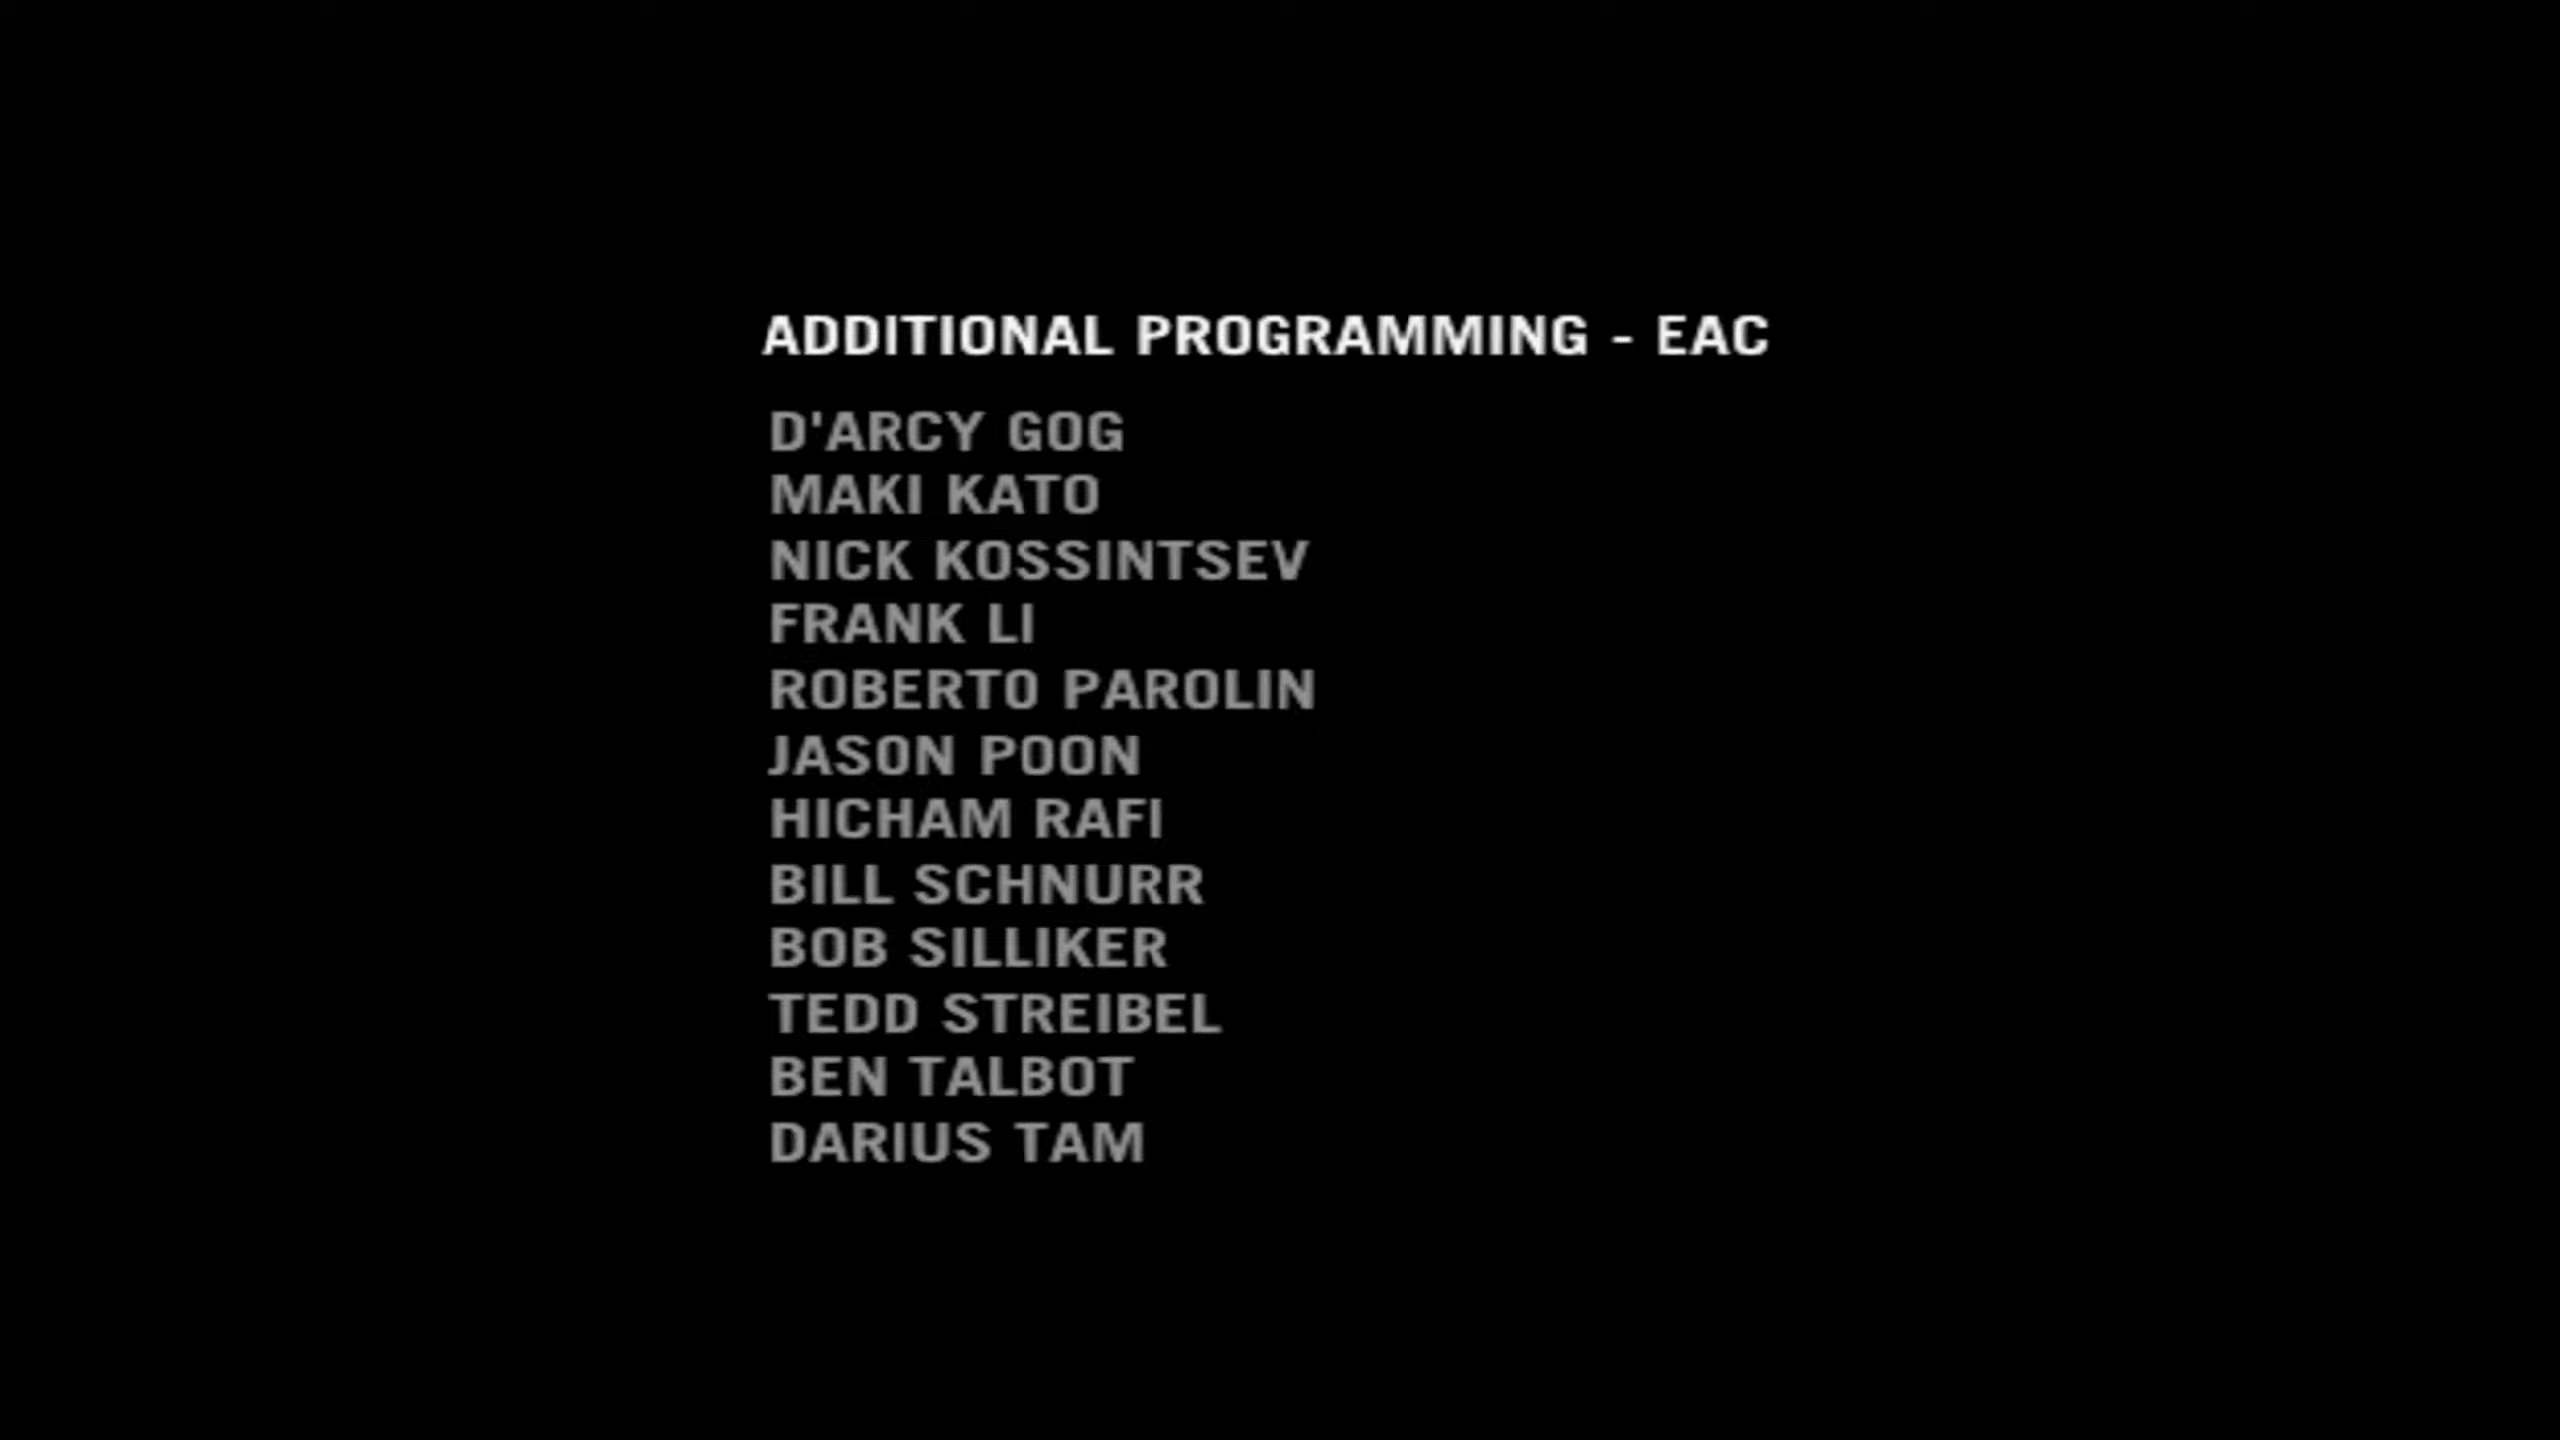 ADDITIONAL PROGRAMMING - EAC
D'ARCY GOG
MAKI KATO
NICK KOSSINTSEV
FRANK LI
ROBERTO PAROLIN
JASON POON
HICHAM RAFI
BILL SCHNURR
BOB SILLIKER
TEDD STREIBEL
BEN TALBOT
DARIUS TAM